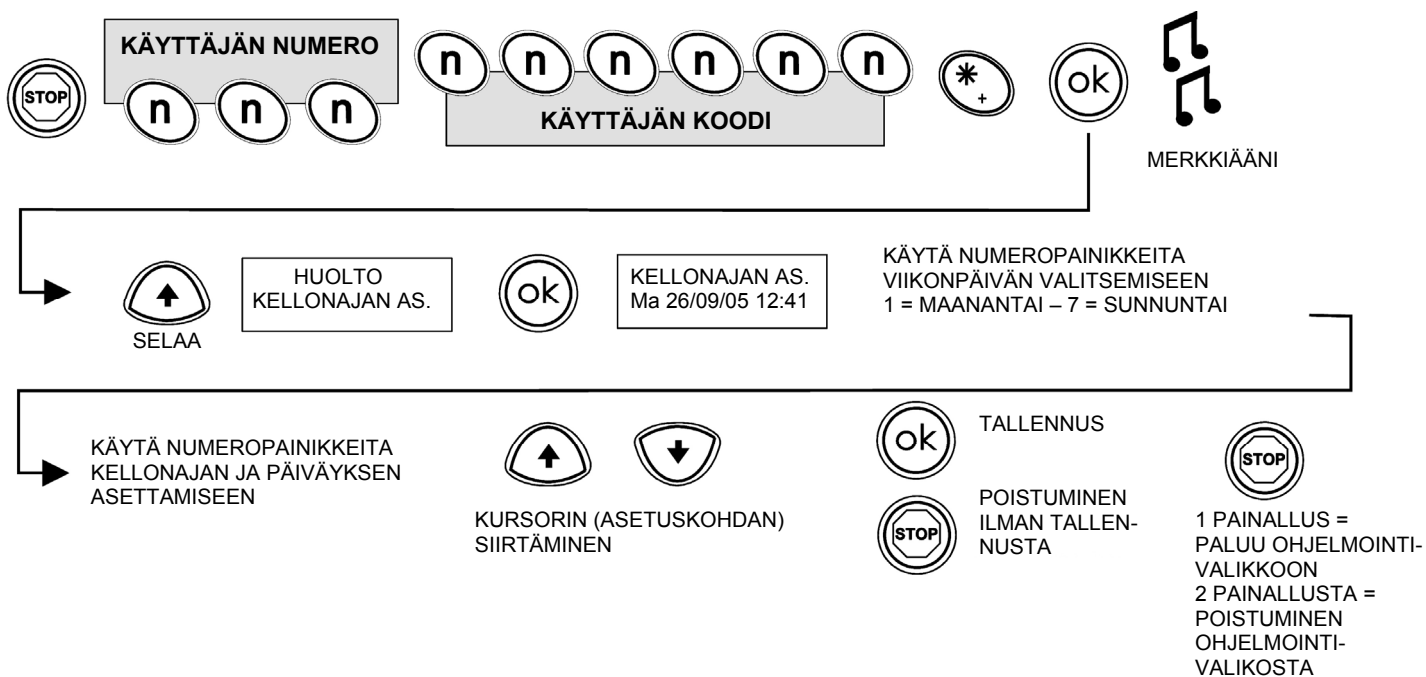 KÄYTTÄJÄN NUMERO
STOP
n n n
n n n n n n
KÄYTTÄJÄN KOODI
* +
ok
MERKKIÄÄNI
SELAA
HUOLTO
KELLONAJAN AS.
ok
KELLONAJAN AS.
Ma 26/09/05 12:41
KÄYTÄ NUMEROPAINIKKEITA
VIIKONPÄIVÄN VALITSEMISEEN
1 = MAANANTAI – 7 = SUNNUNTAI
KÄYTÄ NUMEROPAINIKKEITA
KELLONAJAN JA PÄIVÄYKSEN
ASETTAMISEEN
KURSORIN (ASETUSKOHDAN)
SIIRTÄMINEN
ok
TALLENNUS
STOP
POISTUMINEN
ILMAN TALLEN-
NUSTA
STOP
1 PAINALLUS =
PALUU OHJELMOINTI-
VALIKKOON
2 PAINALLUSTA =
POISTUMINEN
OHJELMOINTI-
VALIKOSTA